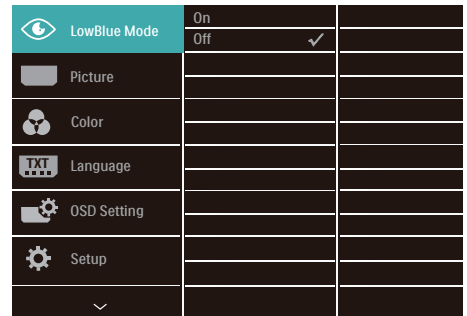 LowBlue Mode
On
Off
Picture
Color
TXT
Language
OSD Setting
Setup